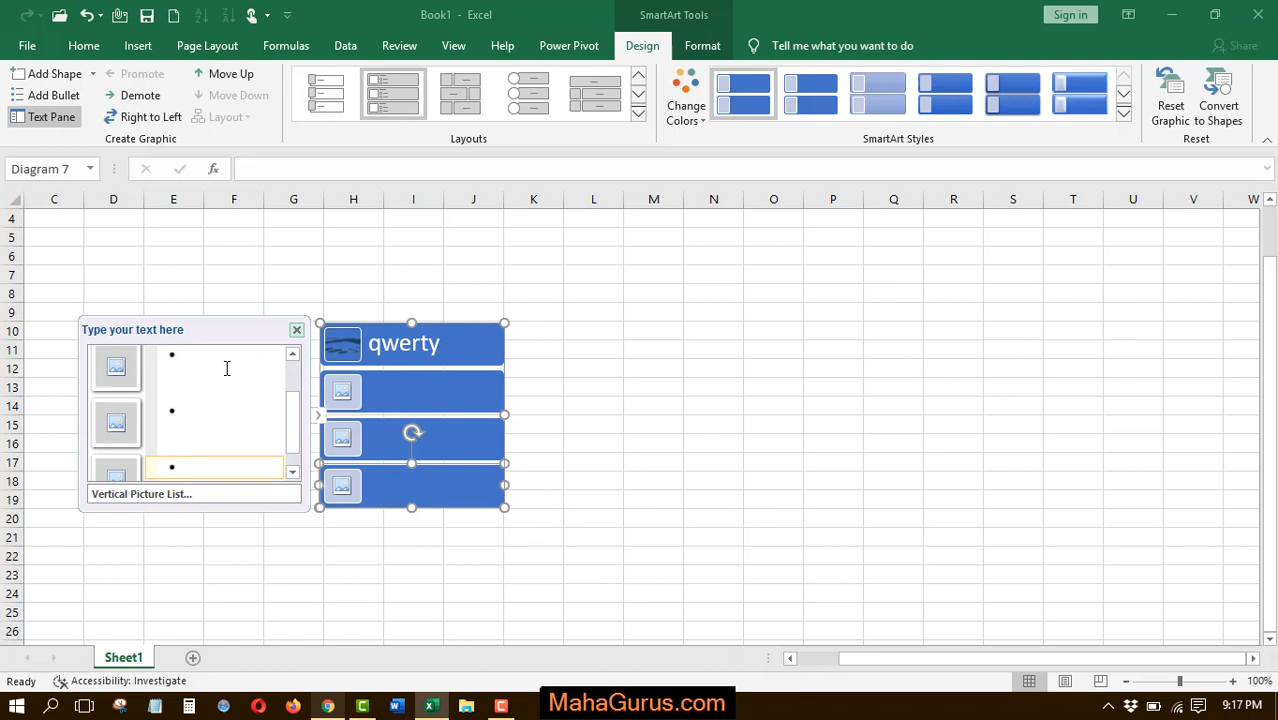 Book1 - Excel
SmartArt Tools
Sign in
File Home Insert Page Layout Formulas Data Review View Help Power Pivot Design Format Tell me what you want to do Share
Add Shape Promote Move Up
Add Bullet Demote Move Down
Text Pane Right to Left Layout
Create Graphic
Layouts
Change Colors
SmartArt Styles
Reset Graphic
Convert to Shapes
Reset
Diagram 7
fx
C D E F G H I J K L M N O P Q R S T U V W
4
5
6
7
8
9
10
11
12
13
14
15
16
17
18
19
20
21
22
23
24
25
26
Type your text here
Vertical Picture List...
qwerty
Sheet1
Ready Accessibility: Investigate 100%
MahaGurus.com
9:17 PM